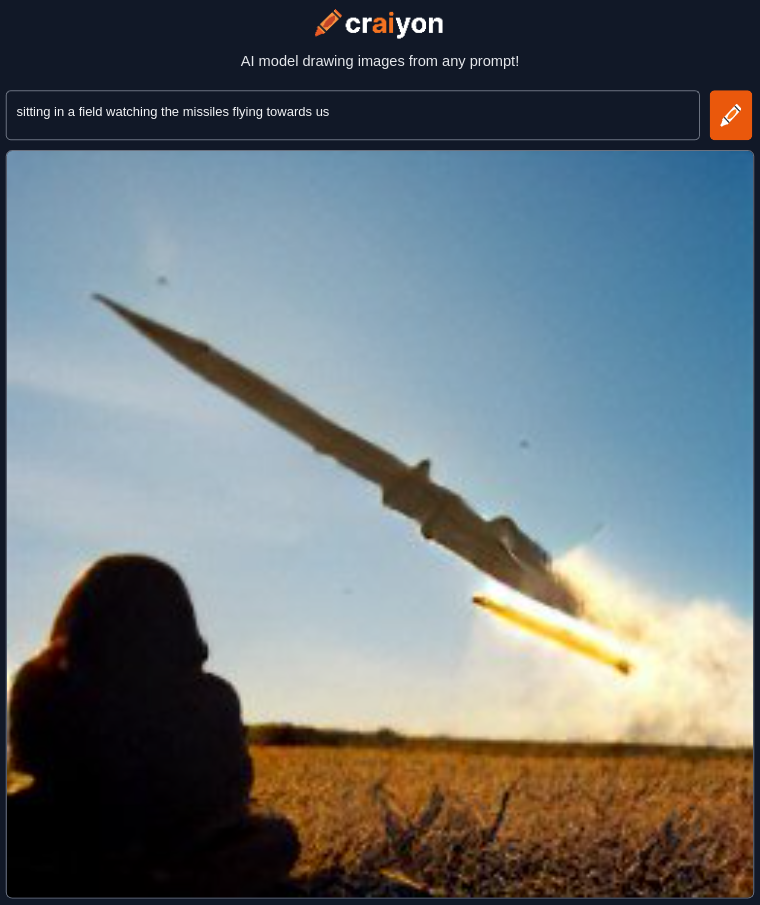 craiyon
AI model drawing images from any prompt!
sitting in a field watching the missiles flying towards us